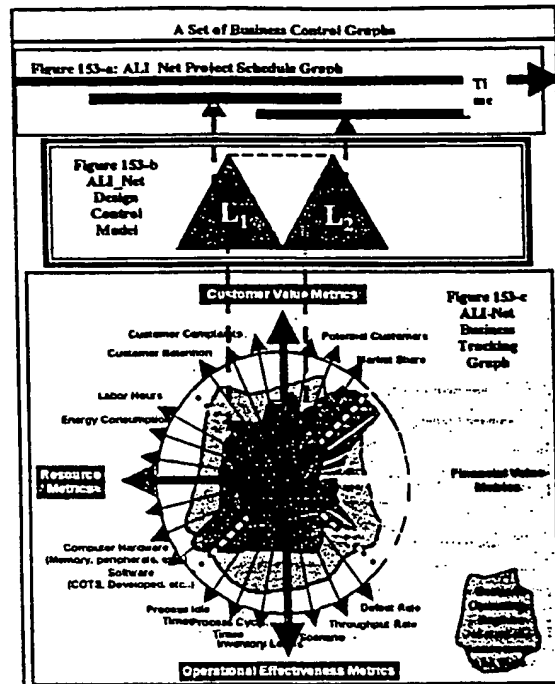 A Set of Business Control Graphs
Figure 153-a: ALI_Net Project Schedule Graph
Ti
me
Figure 153-b
ALI_Net
Design
Control
Model
L1
L2
Customer Value Metrics
Figure 153-c
ALI-Net
Business
Tracking
Graph
Customer Complaints
Potential Customers
Customer Retention
Market Share
Labor Hours
Energy Consumption
Resource
Metrics
Financial Value
Metrics
Computer Hardware
(Memory, peripherals, etc.)
Software
(COTS, Developed, etc..)
Process Idle
Time
Process Cycle
Time
Inventory Levels
Scenario
Throughput Rate
Defect Rate
Operational Effectiveness Metrics